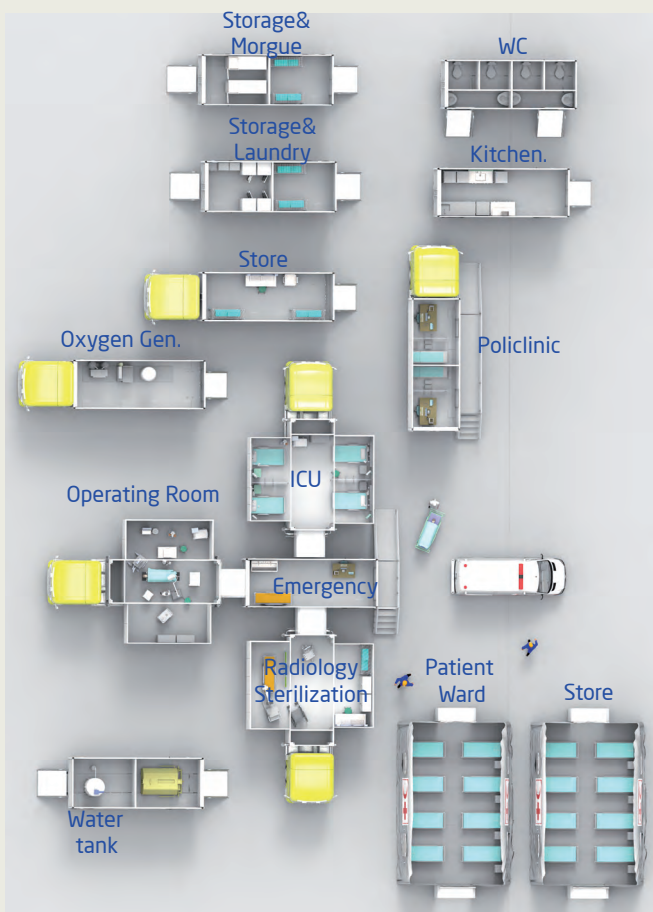 Storage&
Morgue
WC
Storage&
Laundry
Kitchen.
Store
Oxygen Gen.
Policlinic
ICU
Operating Room
Emergency
Radiology
Sterilization
Patient
Ward
Store
Water
tank